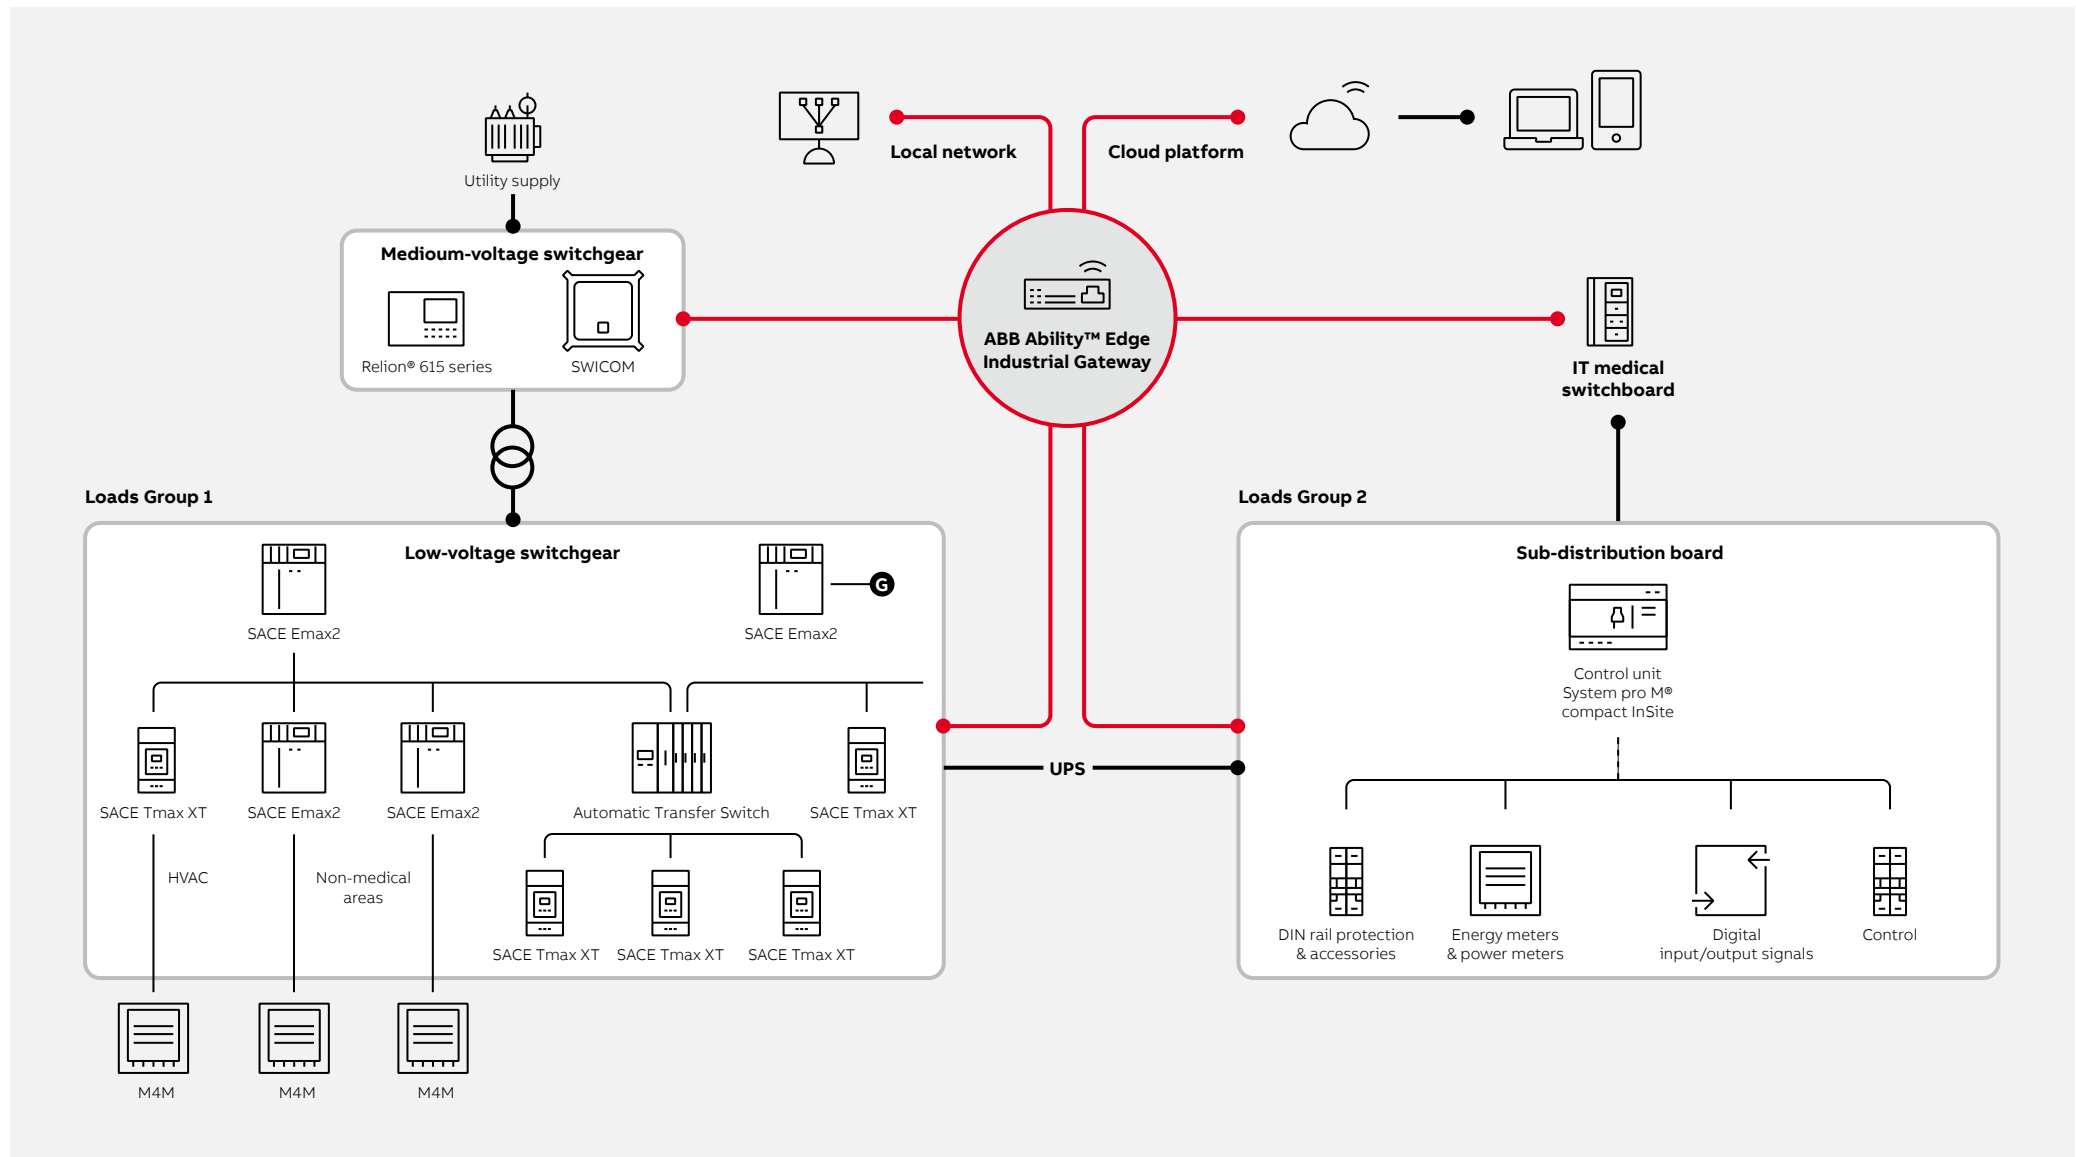 Utility supply
Local network
Cloud platform
Medioum-voltage switchgear
Relion® 615 series
SWICOM
ABB Ability™ Edge
Industrial Gateway
IT medical
switchboard
Loads Group 1
Low-voltage switchgear
SACE Emax2
SACE Emax2
G
SACE Tmax XT
SACE Emax2
SACE Emax2
Automatic Transfer Switch
SACE Tmax XT
HVAC
Non-medical
areas
SACE Tmax XT
SACE Tmax XT
SACE Tmax XT
M4M
M4M
M4M
UPS
Loads Group 2
Sub-distribution board
Control unit
System pro M®
compact InSite
DIN rail protection
& accessories
Energy meters
& power meters
Digital
input/output signals
Control